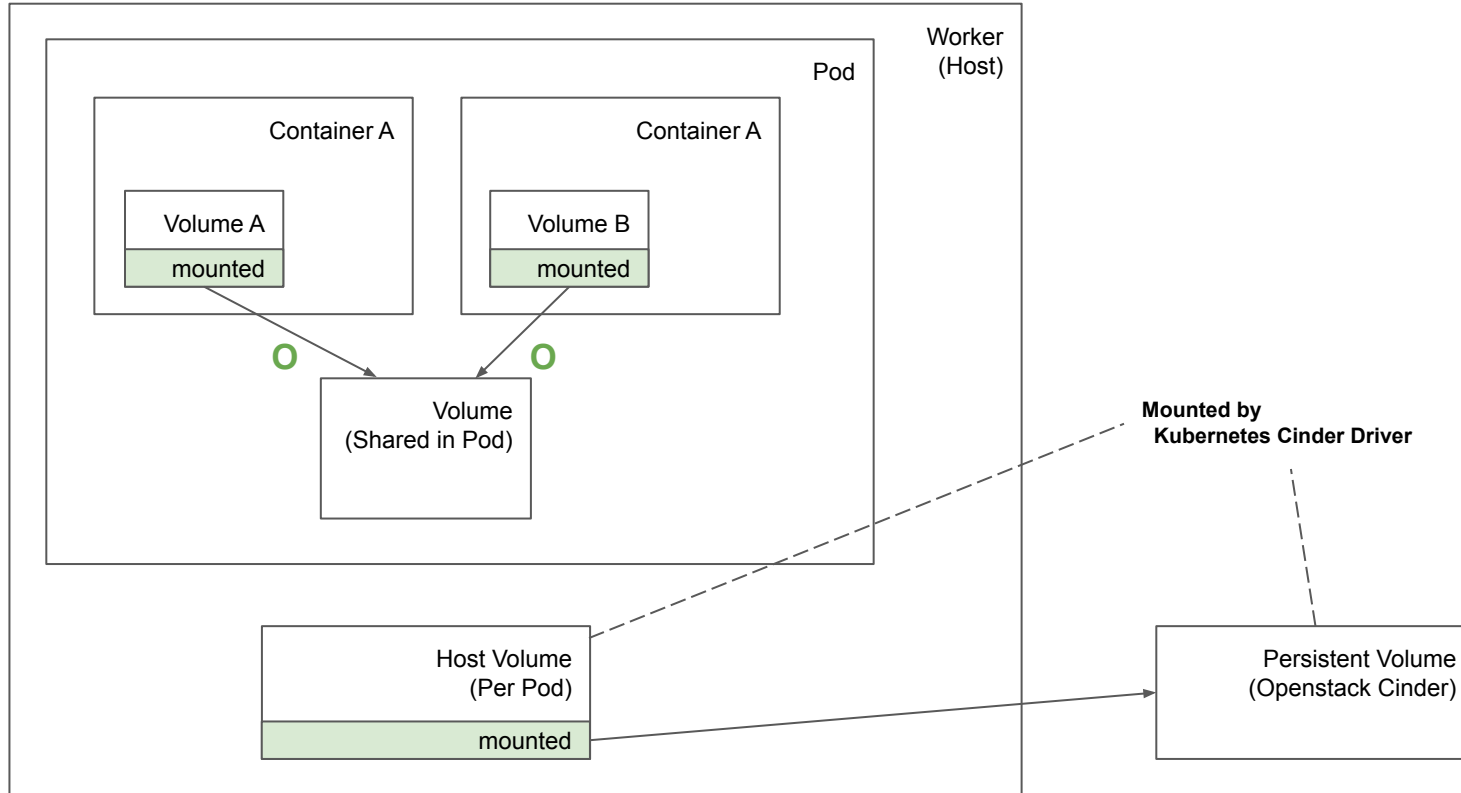 Worker
(Host)
Pod
Container A
Container A
Volume A
mounted
Volume B
mounted
O
O
Volume
(Shared in Pod)
Mounted by
Kubernetes Cinder Driver
Host Volume
(Per Pod)
mounted
Persistent Volume
(Openstack Cinder)